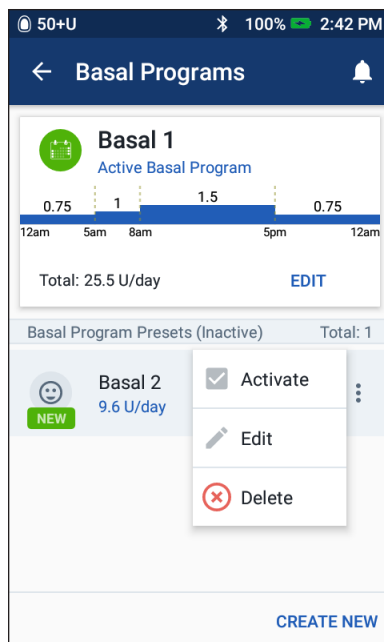 50+U 100% 2:42 PM
Basal Programs
Basal 1
Active Basal Program
0.75 1 1.5 0.75
12am 5am 8am 5pm 12am
Total: 25.5 U/day EDIT
Basal Program Presets (Inactive) Total: 1
Basal 2
9.6 U/day
NEW
Activate
Edit
Delete
CREATE NEW